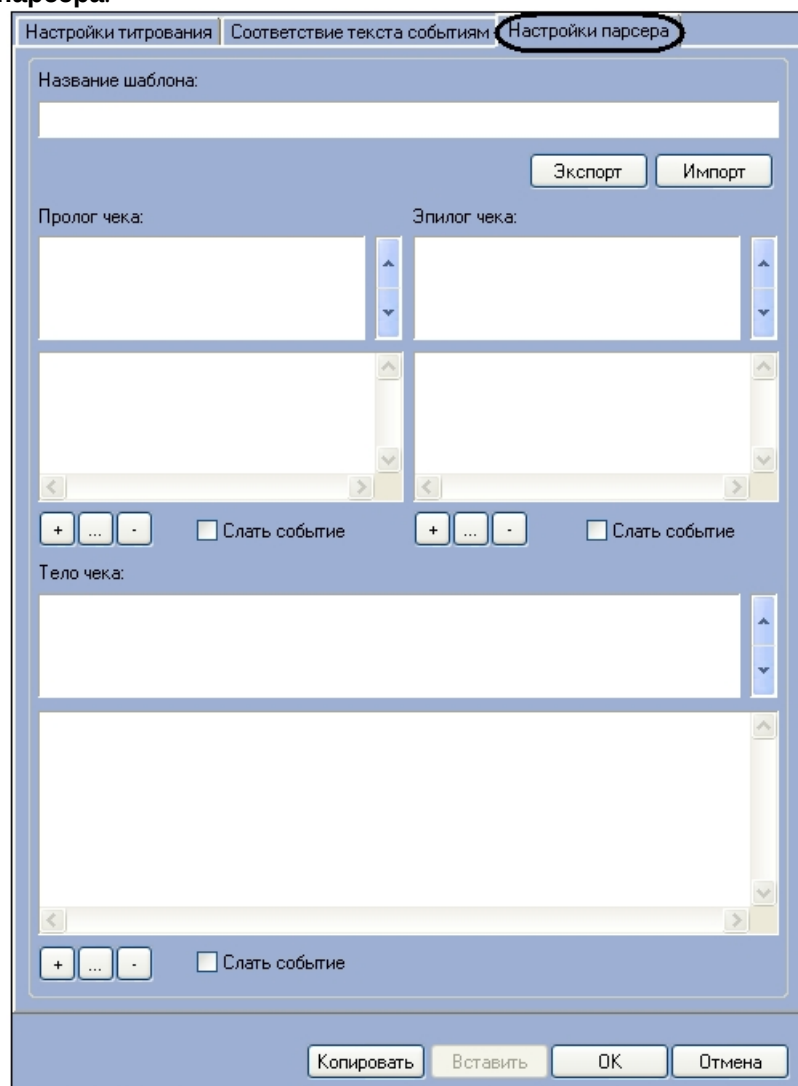 парсера.
Настройки титрования Соответствие текста событиям Настройки парсера
Название шаблона:
Экспорт Импорт
Пролог чека: Эпилог чека:
+ ... - Слать событие + ... - Слать событие
Тело чека:
+ ... - Слать событие
Копировать Вставить OK Отмена